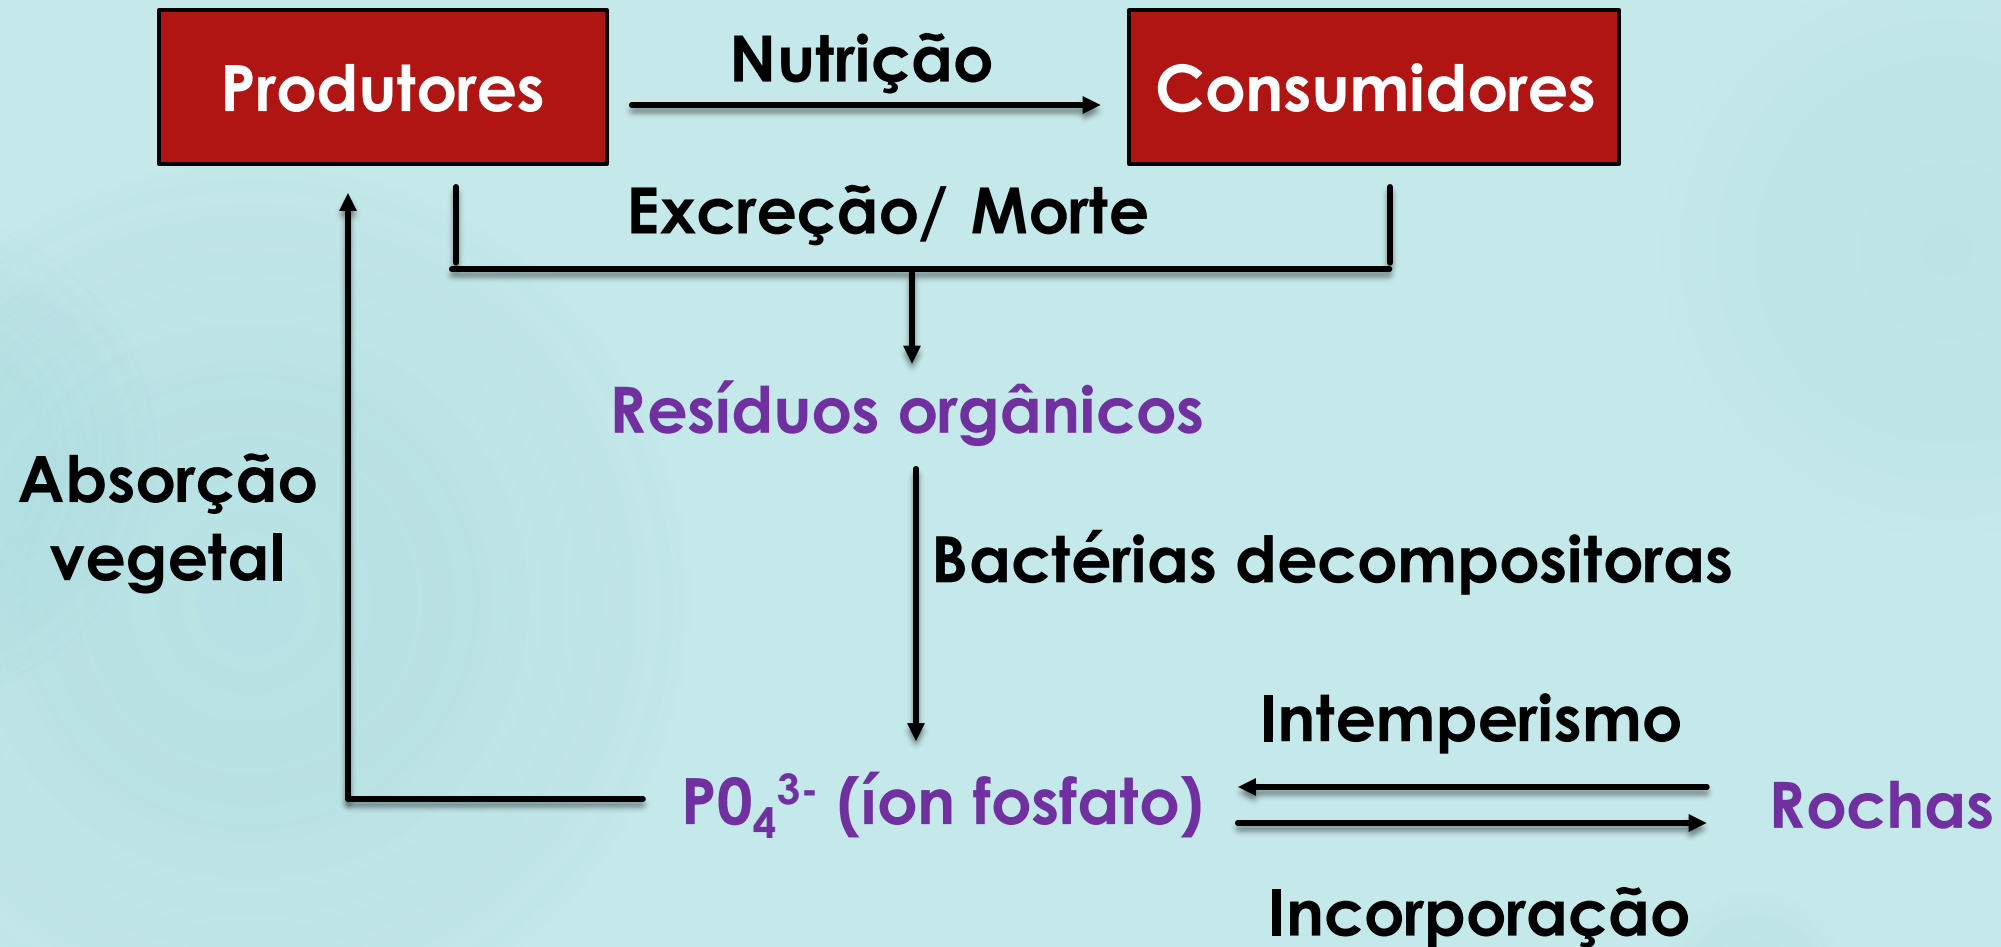 Nutrição
Produtores
Consumidores
Excreção/ Morte
Resíduos orgânicos
Absorção
vegetal
Bactérias decompositoras
Intemperismo
P0₄³⁻ (íon fosfato)
Rochas
Incorporação